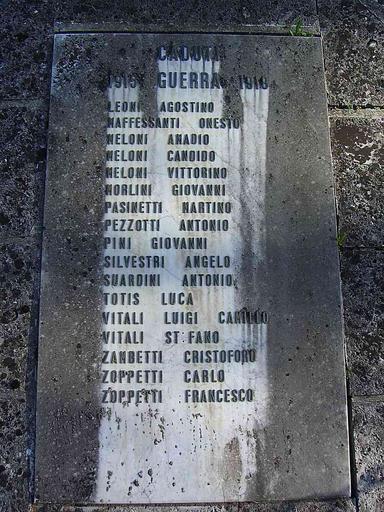 CADUTI
1915 GUERRA 1918
LEONI AGOSTINO
MAFFESSANTI ONESTO
MELONI AMADIO
MELONI CANDIDO
MELONI VITTORINO
MORLINI GIOVANNI
PASINETTI MARTINO
PEZZOTTI ANTONIO
PINI GIOVANNI
SILVESTRI ANGELO
SUARDINI ANTONIO
TOTIS LUCA
VITALI LUIGI CAMILLO
VITALI ST FANO
ZANBETTI CRISTOFORO
ZOPPETTI CARLO
ZOPPETTI FRANCESCO